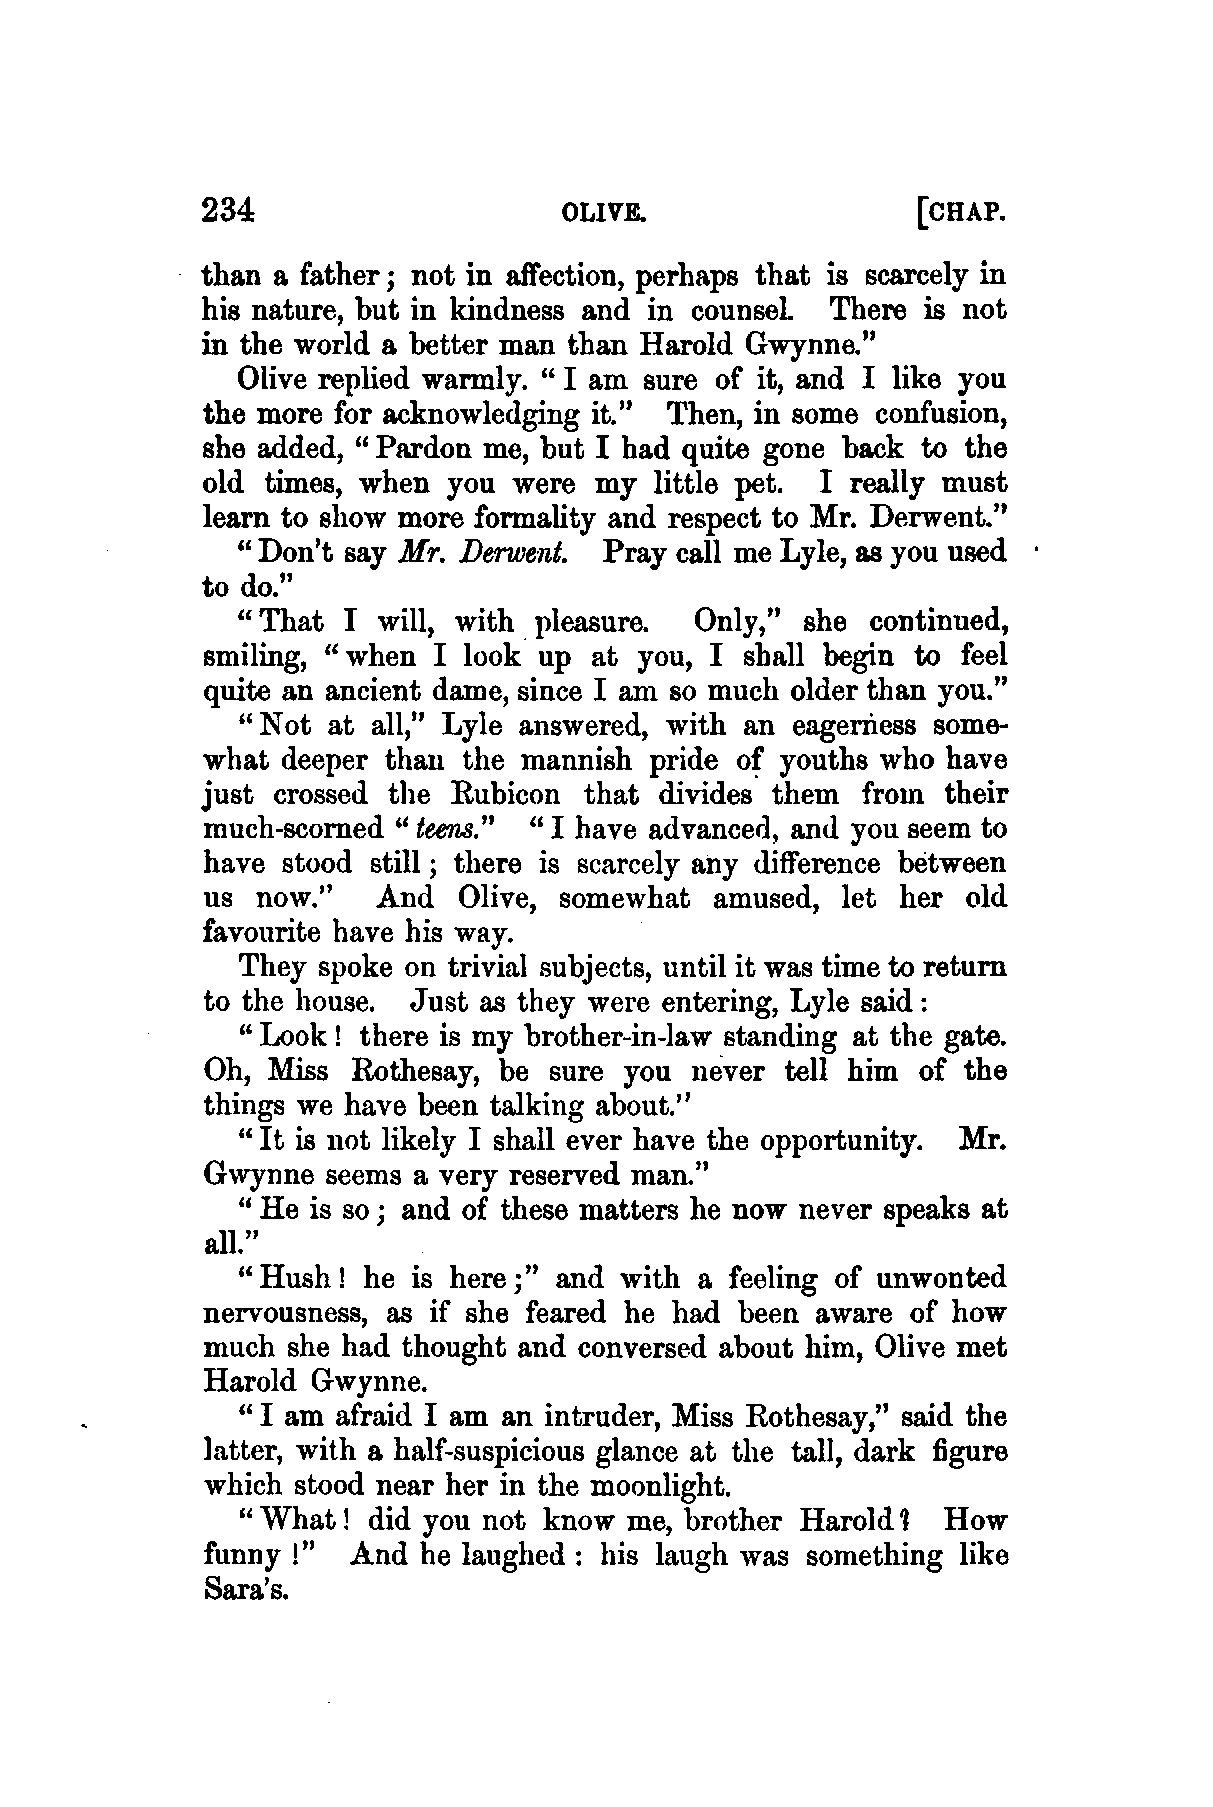 234 OLIVE. [CHAP.
than a father; not in affection, perhaps that is scarcely in
his nature, but in kindness and in counsel. There is not
in the world a better man than Harold Gwynne."
Olive replied warmly. "I am sure of it, and I like you
the more for acknowledging it." Then, in some confusion,
she added, "Pardon me, but I had quite gone back to the
old times, when you were my little pet. I really must
learn to show more formality and respect to Mr. Derwent."
"Don't say Mr. Derwent. Pray call me Lyle, as you used
to do."
"That I will, with pleasure. Only," she continued,
smiling, "when I look up at you, I shall begin to feel
quite an ancient dame, since I am so much older than you."
"Not at all," Lyle answered, with an eagerness some-
what deeper than the mannish pride of youths who have
just crossed the Rubicon that divides them from their
much-scorned "teens." "I have advanced, and you seem to
have stood still; there is scarcely any difference between
us now." And Olive, somewhat amused, let her old
favourite have his way.
They spoke on trivial subjects, until it was time to return
to the house. Just as they were entering, Lyle said:
"Look! there is my brother-in-law standing at the gate.
Oh, Miss Rothesay, be sure you never tell him of the
things we have been talking about."
"It is not likely I shall ever have the opportunity. Mr.
Gwynne seems a very reserved man."
"He is so; and of these matters he now never speaks at
all."
"Hush! he is here;" and with a feeling of unwonted
nervousness, as if she feared he had been aware of how
much she had thought and conversed about him, Olive met
Harold Gwynne.
"I am afraid I am an intruder, Miss Rothesay," said the
latter, with a half-suspicious glance at the tall, dark figure
which stood near her in the moonlight.
"What! did you not know me, brother Harold? How
funny!" And he laughed: his laugh was something like
Sara's.